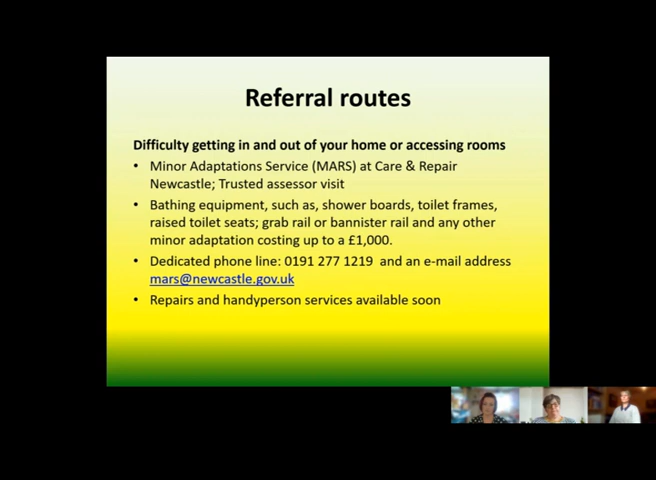 Referral routes
Difficulty getting in and out of your home or accessing rooms
• Minor Adaptations Service (MARS) at Care & Repair
Newcastle; Trusted assessor visit
• Bathing equipment, such as, shower boards, toilet frames,
raised toilet seats; grab rail or bannister rail and any other
minor adaptation costing up to a £1,000.
• Dedicated phone line: 0191 277 1219 and an e-mail address
mars@newcastle.gov.uk
• Repairs and handyperson services available soon